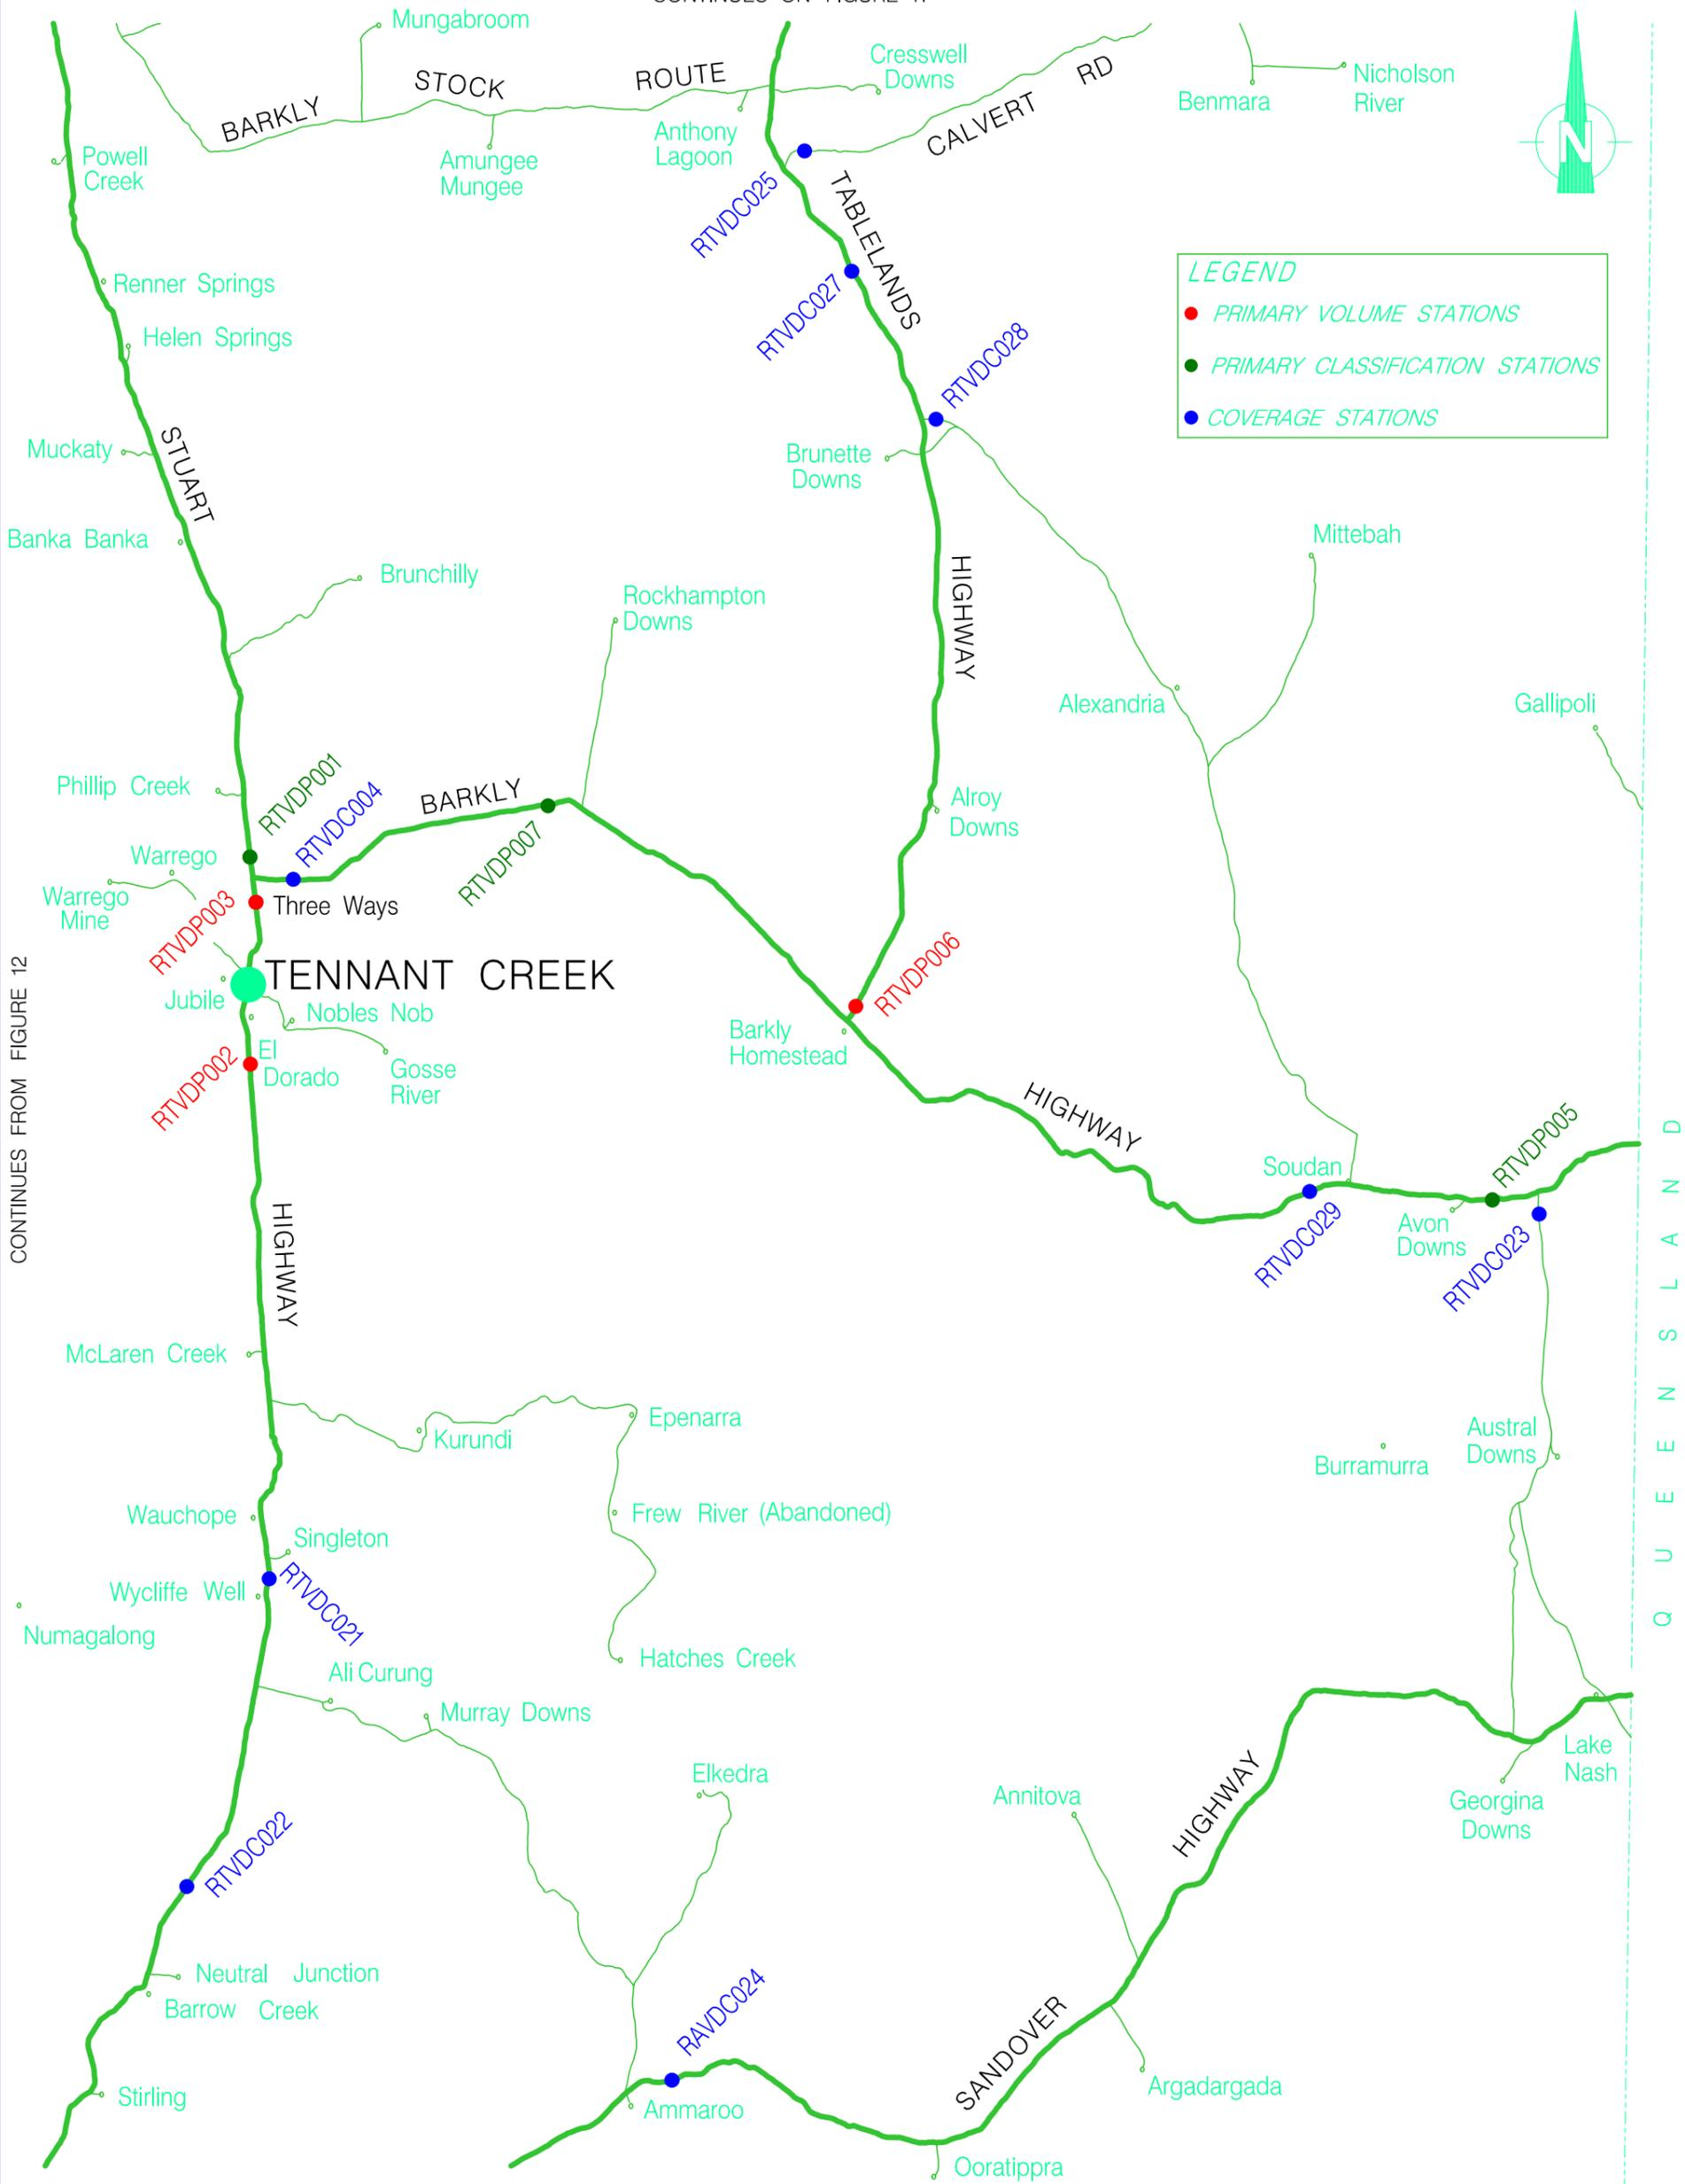 Mungabroom
Cresswell
Downs
STOCK
ROUTE
RD
Nicholson
River
BARKLY
Benmara
CALVERT
Anthony
Lagoon
Powell
Creek
Amungee
Mungee
RTVDC025
TABLELANDS
LEGEND
PRIMARY VOLUME STATIONS
PRIMARY CLASSIFICATION STATIONS
COVERAGE STATIONS
Renner Springs
RTVDC027
Helen Springs
RTVDC028
Muckaty
STUART
Brunette
Downs
Banka Banka
Mittebah
Brunchilly
HIGHWAY
Rockhampton
Downs
Alexandria
Gallipoli
Phillip Creek
RTVDP001
RTVDC004
BARKLY
Alroy
Downs
RTVDP007
Warrego
Warrego
Mine
Three Ways
RTVDP003
TENNANT CREEK
RTVDP006
Jubile
Nobles Nob
Barkly
Homestead
RTVDP002
El
Dorado
Gosse
River
CONTINUES FROM FIGURE 12
HIGHWAY
RTVDP005
Soudan
RTVDC029
Avon
Downs
RTVDC023
QUEENSLAND
HIGHWAY
McLaren Creek
Kurundi
Epenarra
Austral
Downs
Burramurra
Wauchope
Frew River (Abandoned)
Singleton
Wycliffe Well
RTVDC021
Numagalong
Hatches Creek
Ali Curung
Murray Downs
Lake
Nash
Elkedra
Annitova
HIGHWAY
Georgina
Downs
RTVDC022
Neutral Junction
Barrow Creek
RAVDC024
SANDOVER
Stirling
Ammaroo
Argadargada
Ooratippra
N